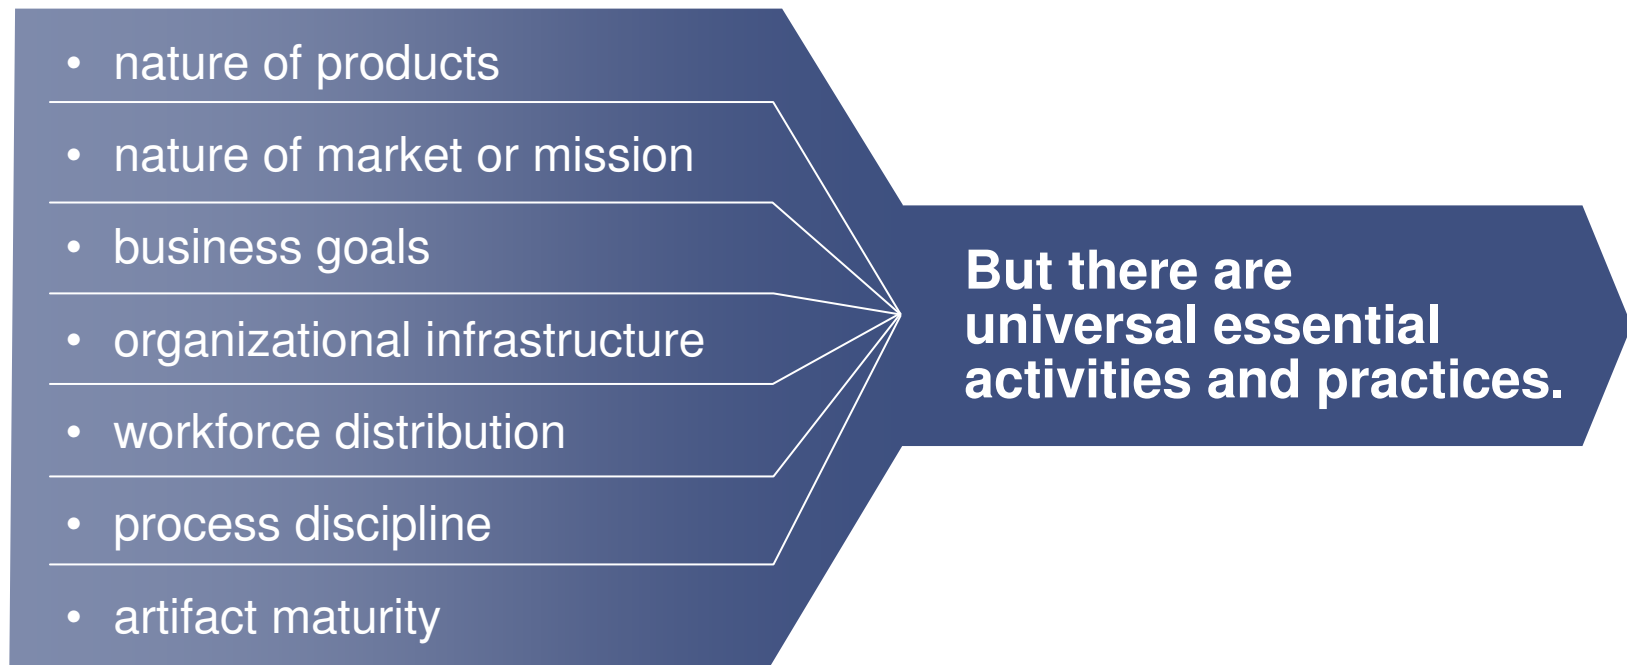 • nature of products
• nature of market or mission
• business goals
• organizational infrastructure
• workforce distribution
• process discipline
• artifact maturity
But there are
universal essential
activities and practices.